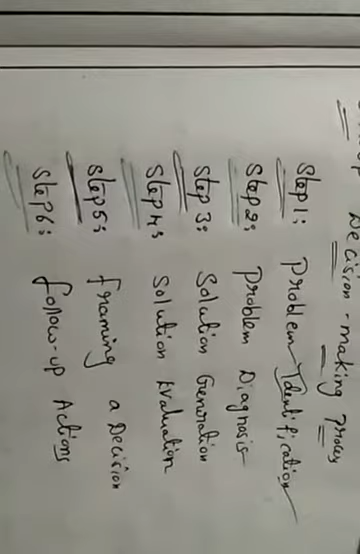 Decision-making process
Step 1: Problem Identification
Step 2: Problem Diagnosis
Step 3: Solution Generation
Step 4: Solution Evaluation
Step 5: Framing a Decision
Step 6: Follow-up Actions